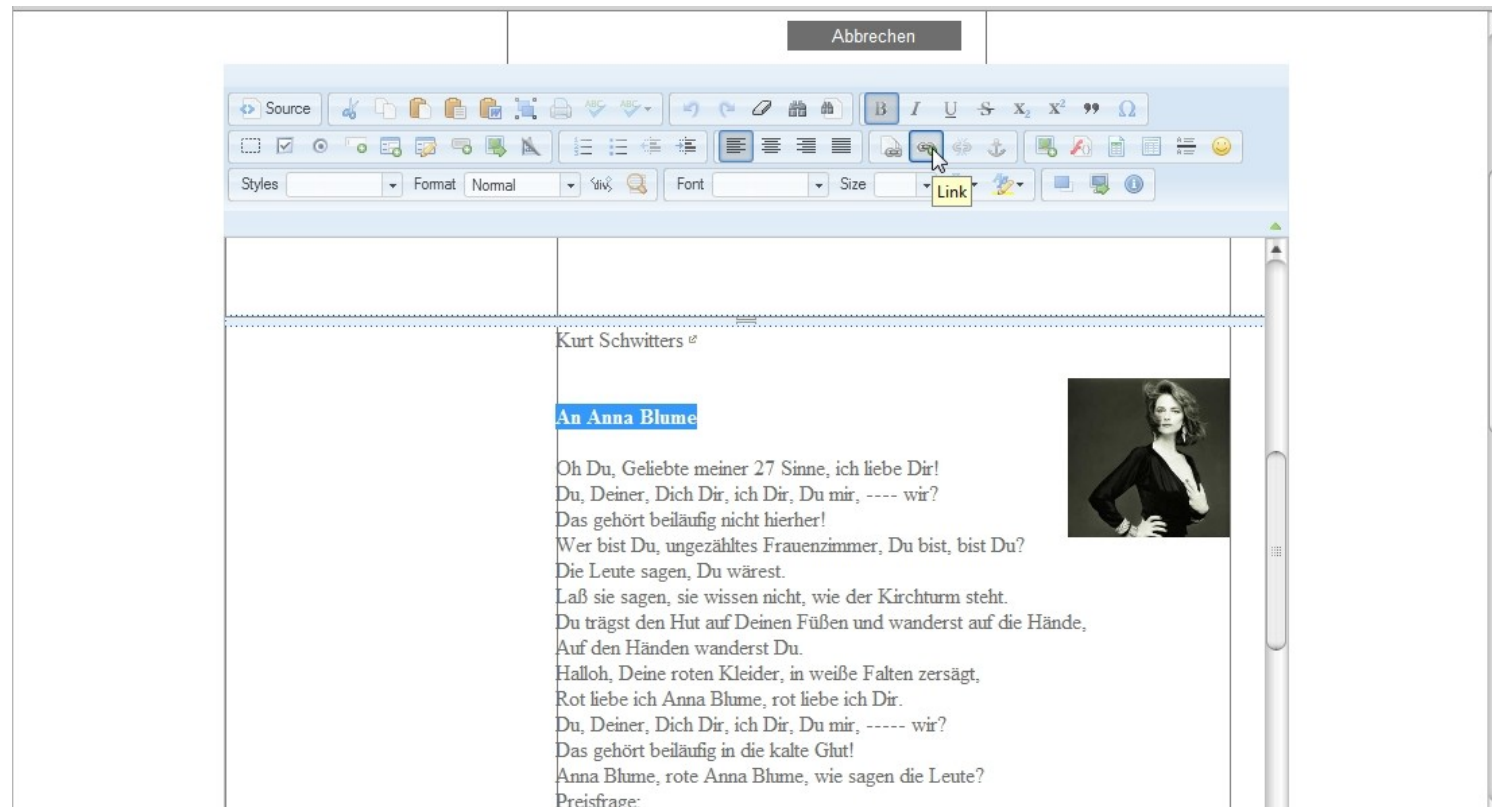 Abbrechen
Source ABC ABC B I U S X₂ X² Ω
Styles Format Normal div Font Size
Link
Kurt Schwitters
An Anna Blume
Oh Du, Geliebte meiner 27 Sinne, ich liebe Dir!
Du, Deiner, Dich Dir, ich Dir, Du mir, ---- wir?
Das gehört beiläufig nicht hierher!
Wer bist Du, ungezähltes Frauenzimmer, Du bist, bist Du?
Die Leute sagen, Du wärest.
Laß sie sagen, sie wissen nicht, wie der Kirchturm steht.
Du trägst den Hut auf Deinen Füßen und wanderst auf die Hände,
Auf den Händen wanderst Du.
Halloh, Deine roten Kleider, in weiße Falten zersägt,
Rot liebe ich Anna Blume, rot liebe ich Dir.
Du, Deiner, Dich Dir, ich Dir, Du mir, ----- wir?
Das gehört beiläufig in die kalte Glut!
Anna Blume, rote Anna Blume, wie sagen die Leute?
Preisfrage: